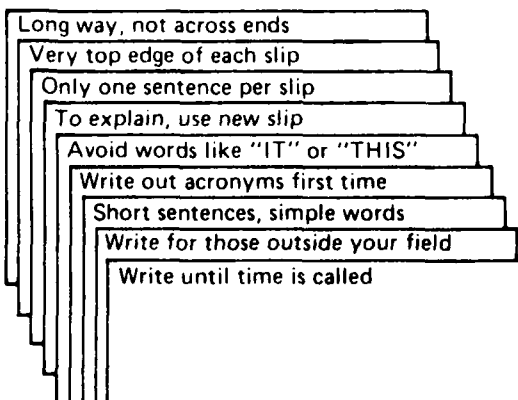 Long way, not across ends
Very top edge of each slip
Only one sentence per slip
To explain, use new slip
Avoid words like "IT" or "THIS"
Write out acronyms first time
Short sentences, simple words
Write for those outside your field
Write until time is called